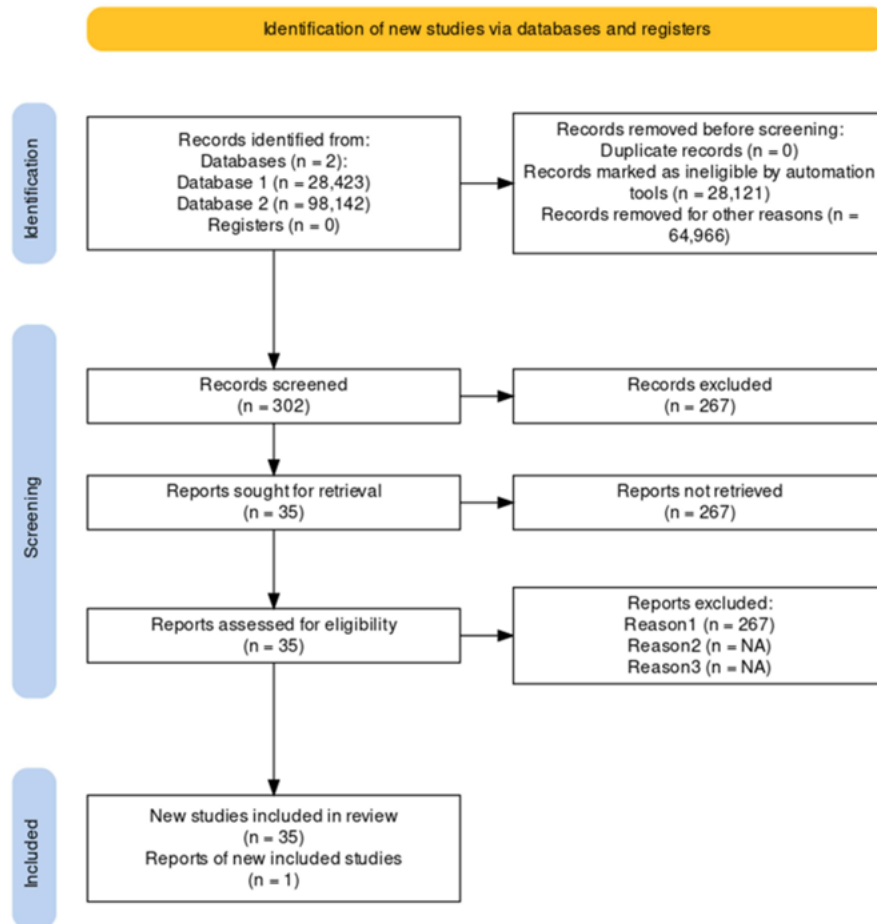 Identification of new studies via databases and registers
Identification
Records identified from:
Databases (n = 2):
Database 1 (n = 28,423)
Database 2 (n = 98,142)
Registers (n = 0)
Records removed before screening:
Duplicate records (n = 0)
Records marked as ineligible by automation
tools (n = 28,121)
Records removed for other reasons (n =
64,966)
Screening
Records screened
(n = 302)
Records excluded
(n = 267)
Reports sought for retrieval
(n = 35)
Reports not retrieved
(n = 267)
Reports assessed for eligibility
(n = 35)
Reports excluded:
Reason1 (n = 267)
Reason2 (n = NA)
Reason3 (n = NA)
Included
New studies included in review
(n = 35)
Reports of new included studies
(n = 1)